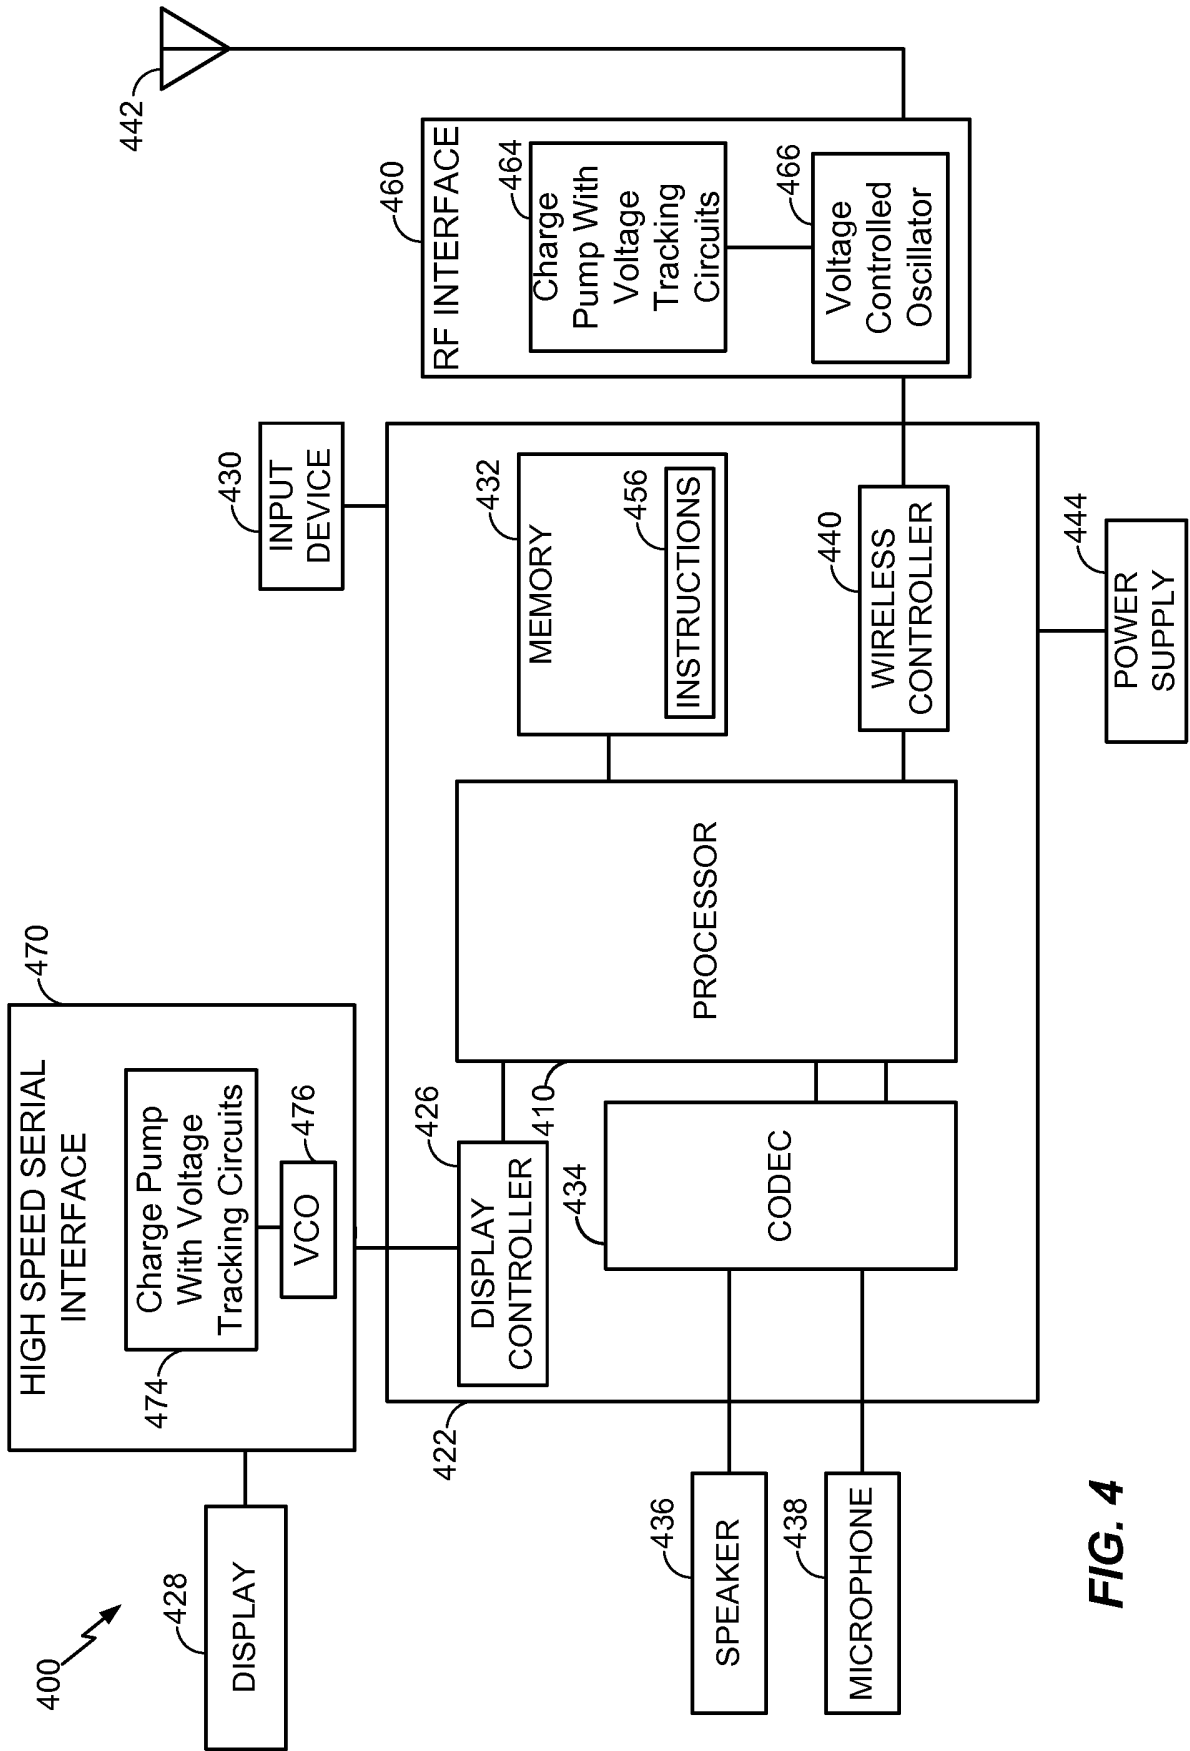 400
428
DISPLAY
470
HIGH SPEED SERIAL
INTERFACE
474
Charge Pump
With Voltage
Tracking Circuits
476
VCO
430
INPUT
DEVICE
442
422
426
DISPLAY
CONTROLLER
410
PROCESSOR
432
MEMORY
456
INSTRUCTIONS
434
CODEC
440
WIRELESS
CONTROLLER
460
RF INTERFACE
464
Charge
Pump With
Voltage
Tracking
Circuits
466
Voltage
Controlled
Oscillator
436
SPEAKER
438
MICROPHONE
444
POWER
SUPPLY
FIG. 4